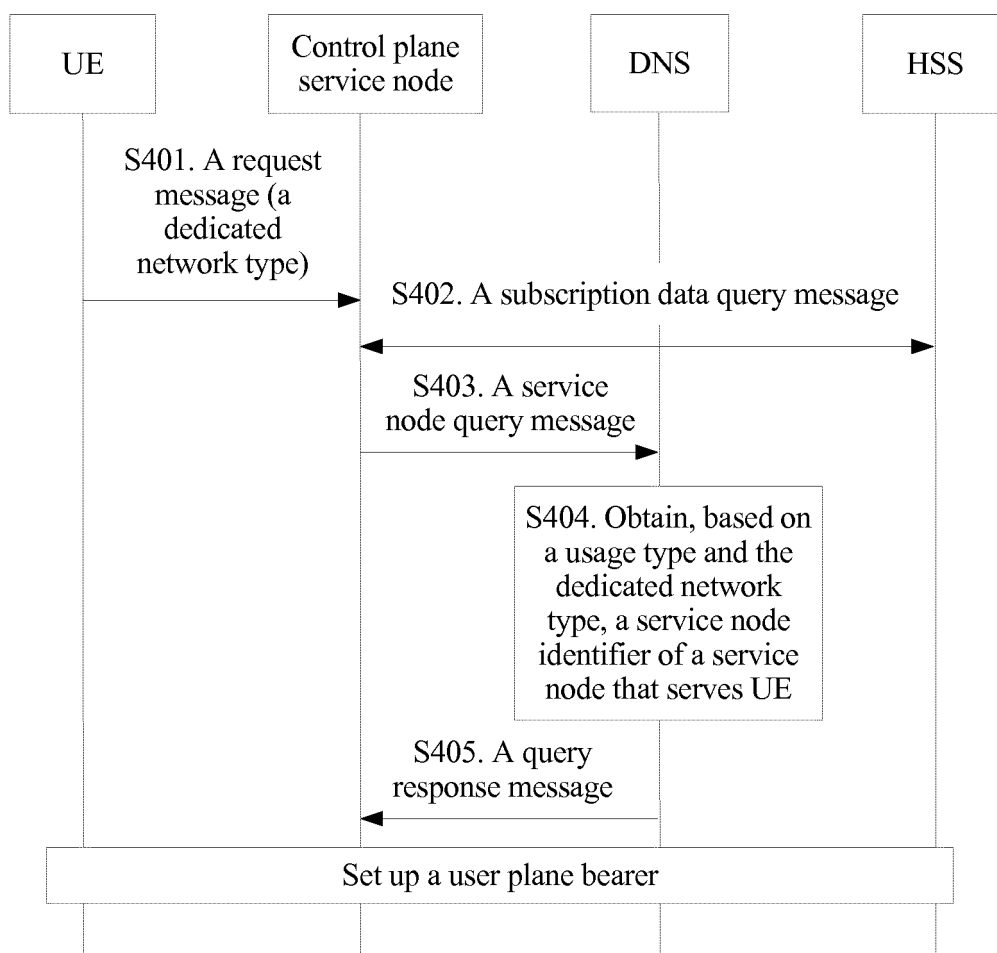 UE
Control plane
service node
DNS
HSS
S401. A request
message (a
dedicated
network type)
S402. A subscription data query message
S403. A service
node query message
S404. Obtain, based on
a usage type and the
dedicated network
type, a service node
identifier of a service
node that serves UE
S405. A query
response message
Set up a user plane bearer